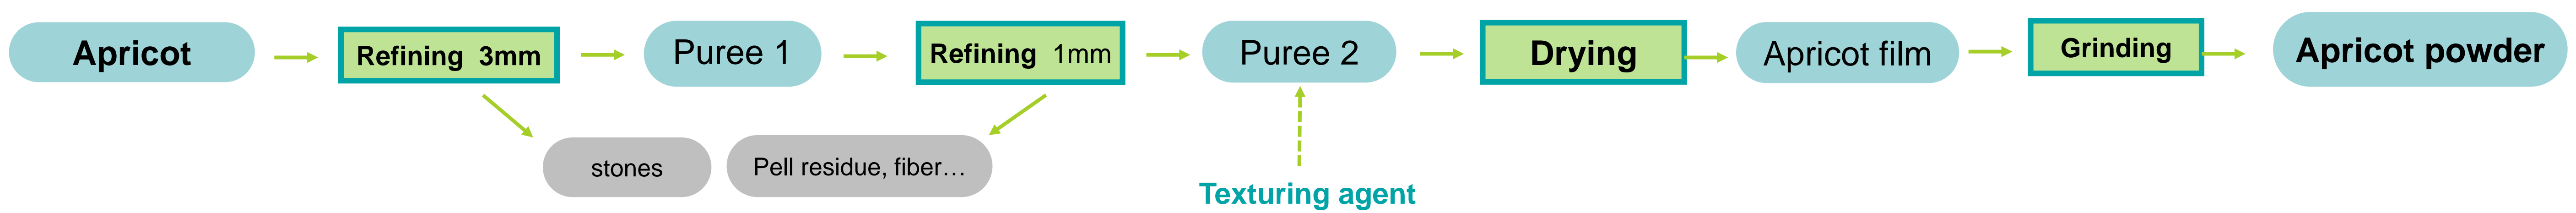 Apricot
Refining 3mm
Puree 1
Refining 1mm
Puree 2
Drying
Apricot film
Grinding
Apricot powder
stones
Pell residue, fiber…
Texturing agent